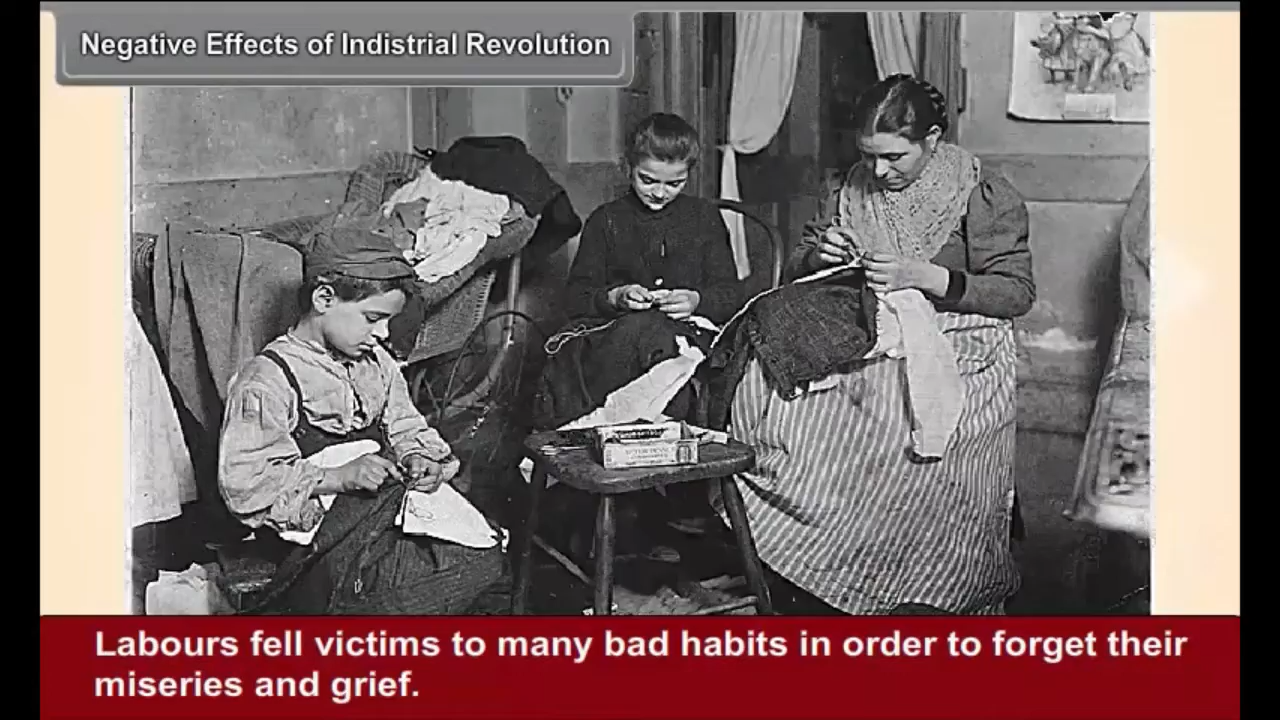 Negative Effects of Indistrial Revolution
Labours fell victims to many bad habits in order to forget their
miseries and grief.